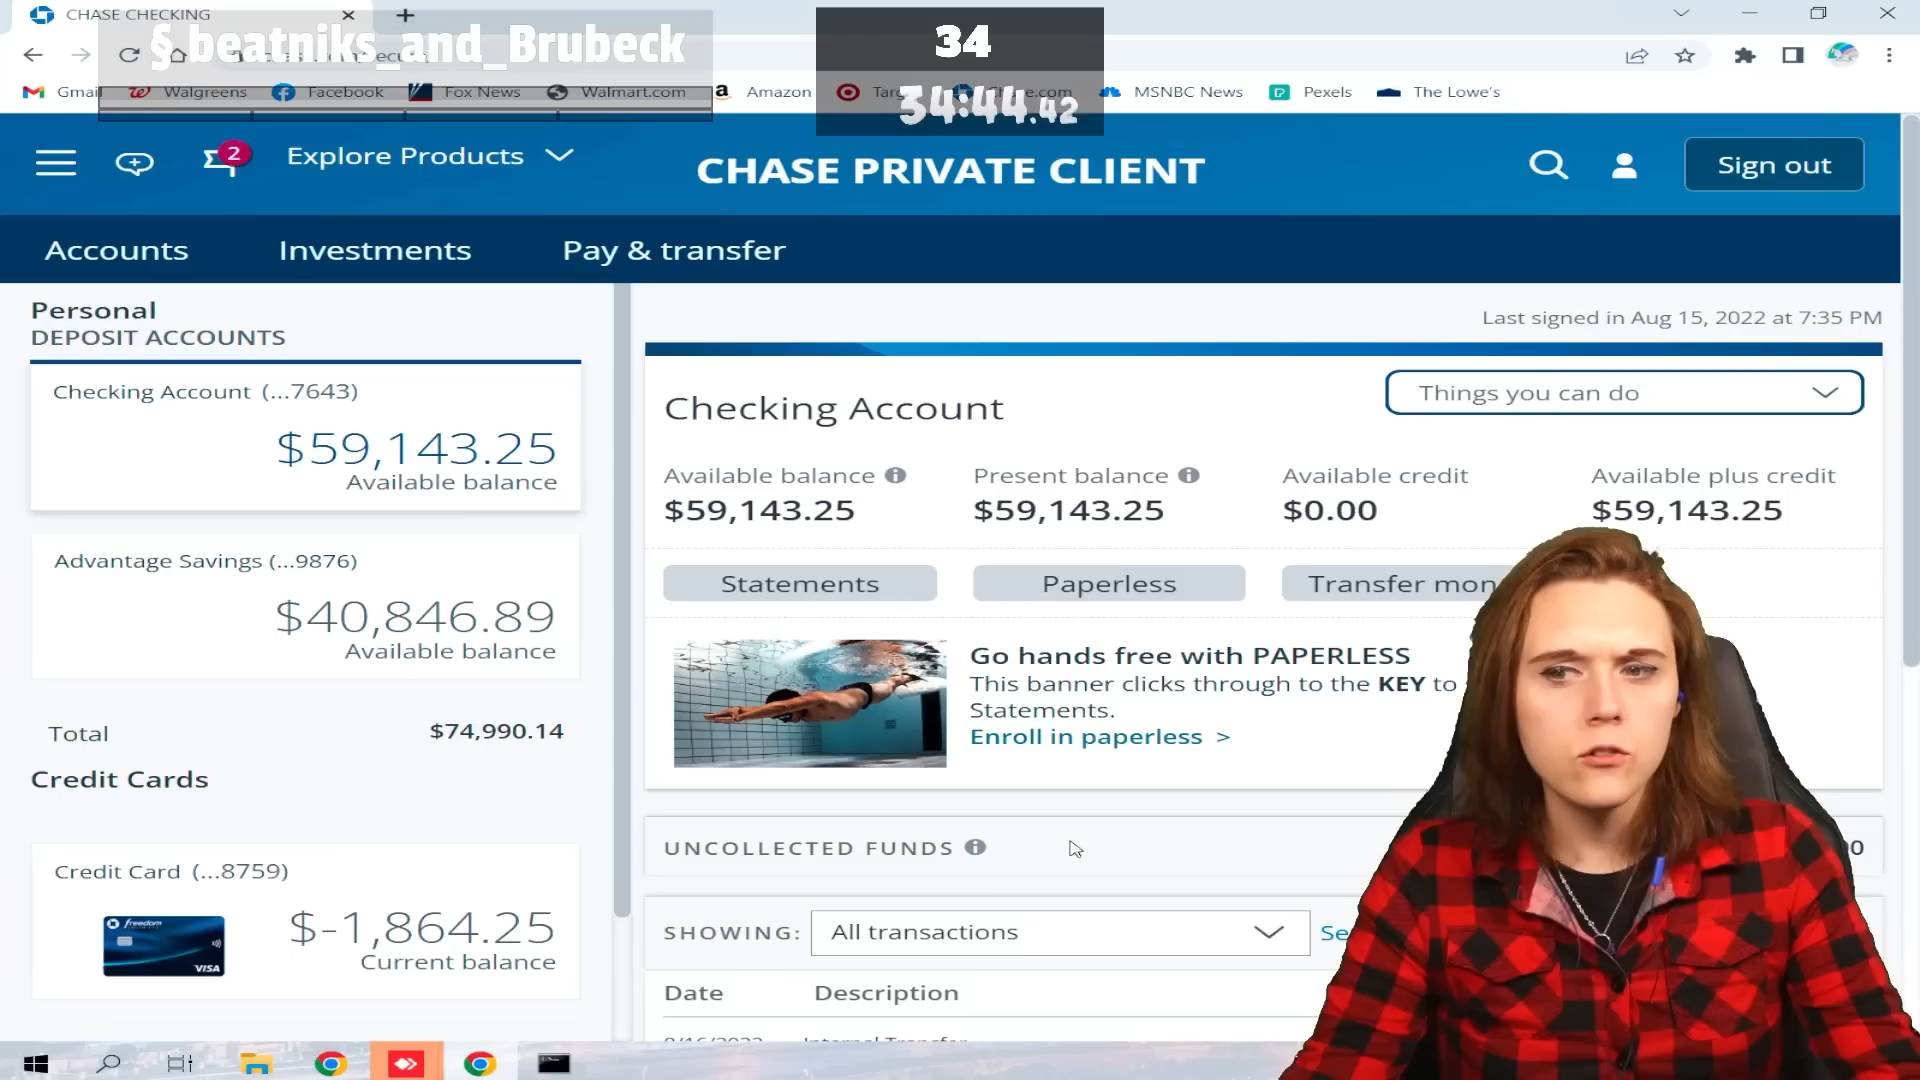 CHASE CHECKING
§ beatniks_and_Brubeck
34
34:44.42
Gmail
Walgreens
Facebook
Fox News
Walmart.com
Amazon
MSNBC News
Pexels
The Lowe's
2
Explore Products
CHASE PRIVATE CLIENT
Sign out
Accounts
Investments
Pay & transfer
Personal
DEPOSIT ACCOUNTS
Checking Account (...7643)
$59,143.25
Available balance
Advantage Savings (...9876)
$40,846.89
Available balance
Total
$74,990.14
Credit Cards
Credit Card (...8759)
freedom
VISA
$-1,864.25
Current balance
Last signed in Aug 15, 2022 at 7:35 PM
Checking Account
Things you can do
Available balance
Present balance
Available credit
Available plus credit
$59,143.25
$59,143.25
$0.00
$59,143.25
Statements
Paperless
Transfer mon
Go hands free with PAPERLESS
This banner clicks through to the KEY to
Statements.
Enroll in paperless >
UNCOLLECTED FUNDS
SHOWING:
All transactions
Se
Date
Description